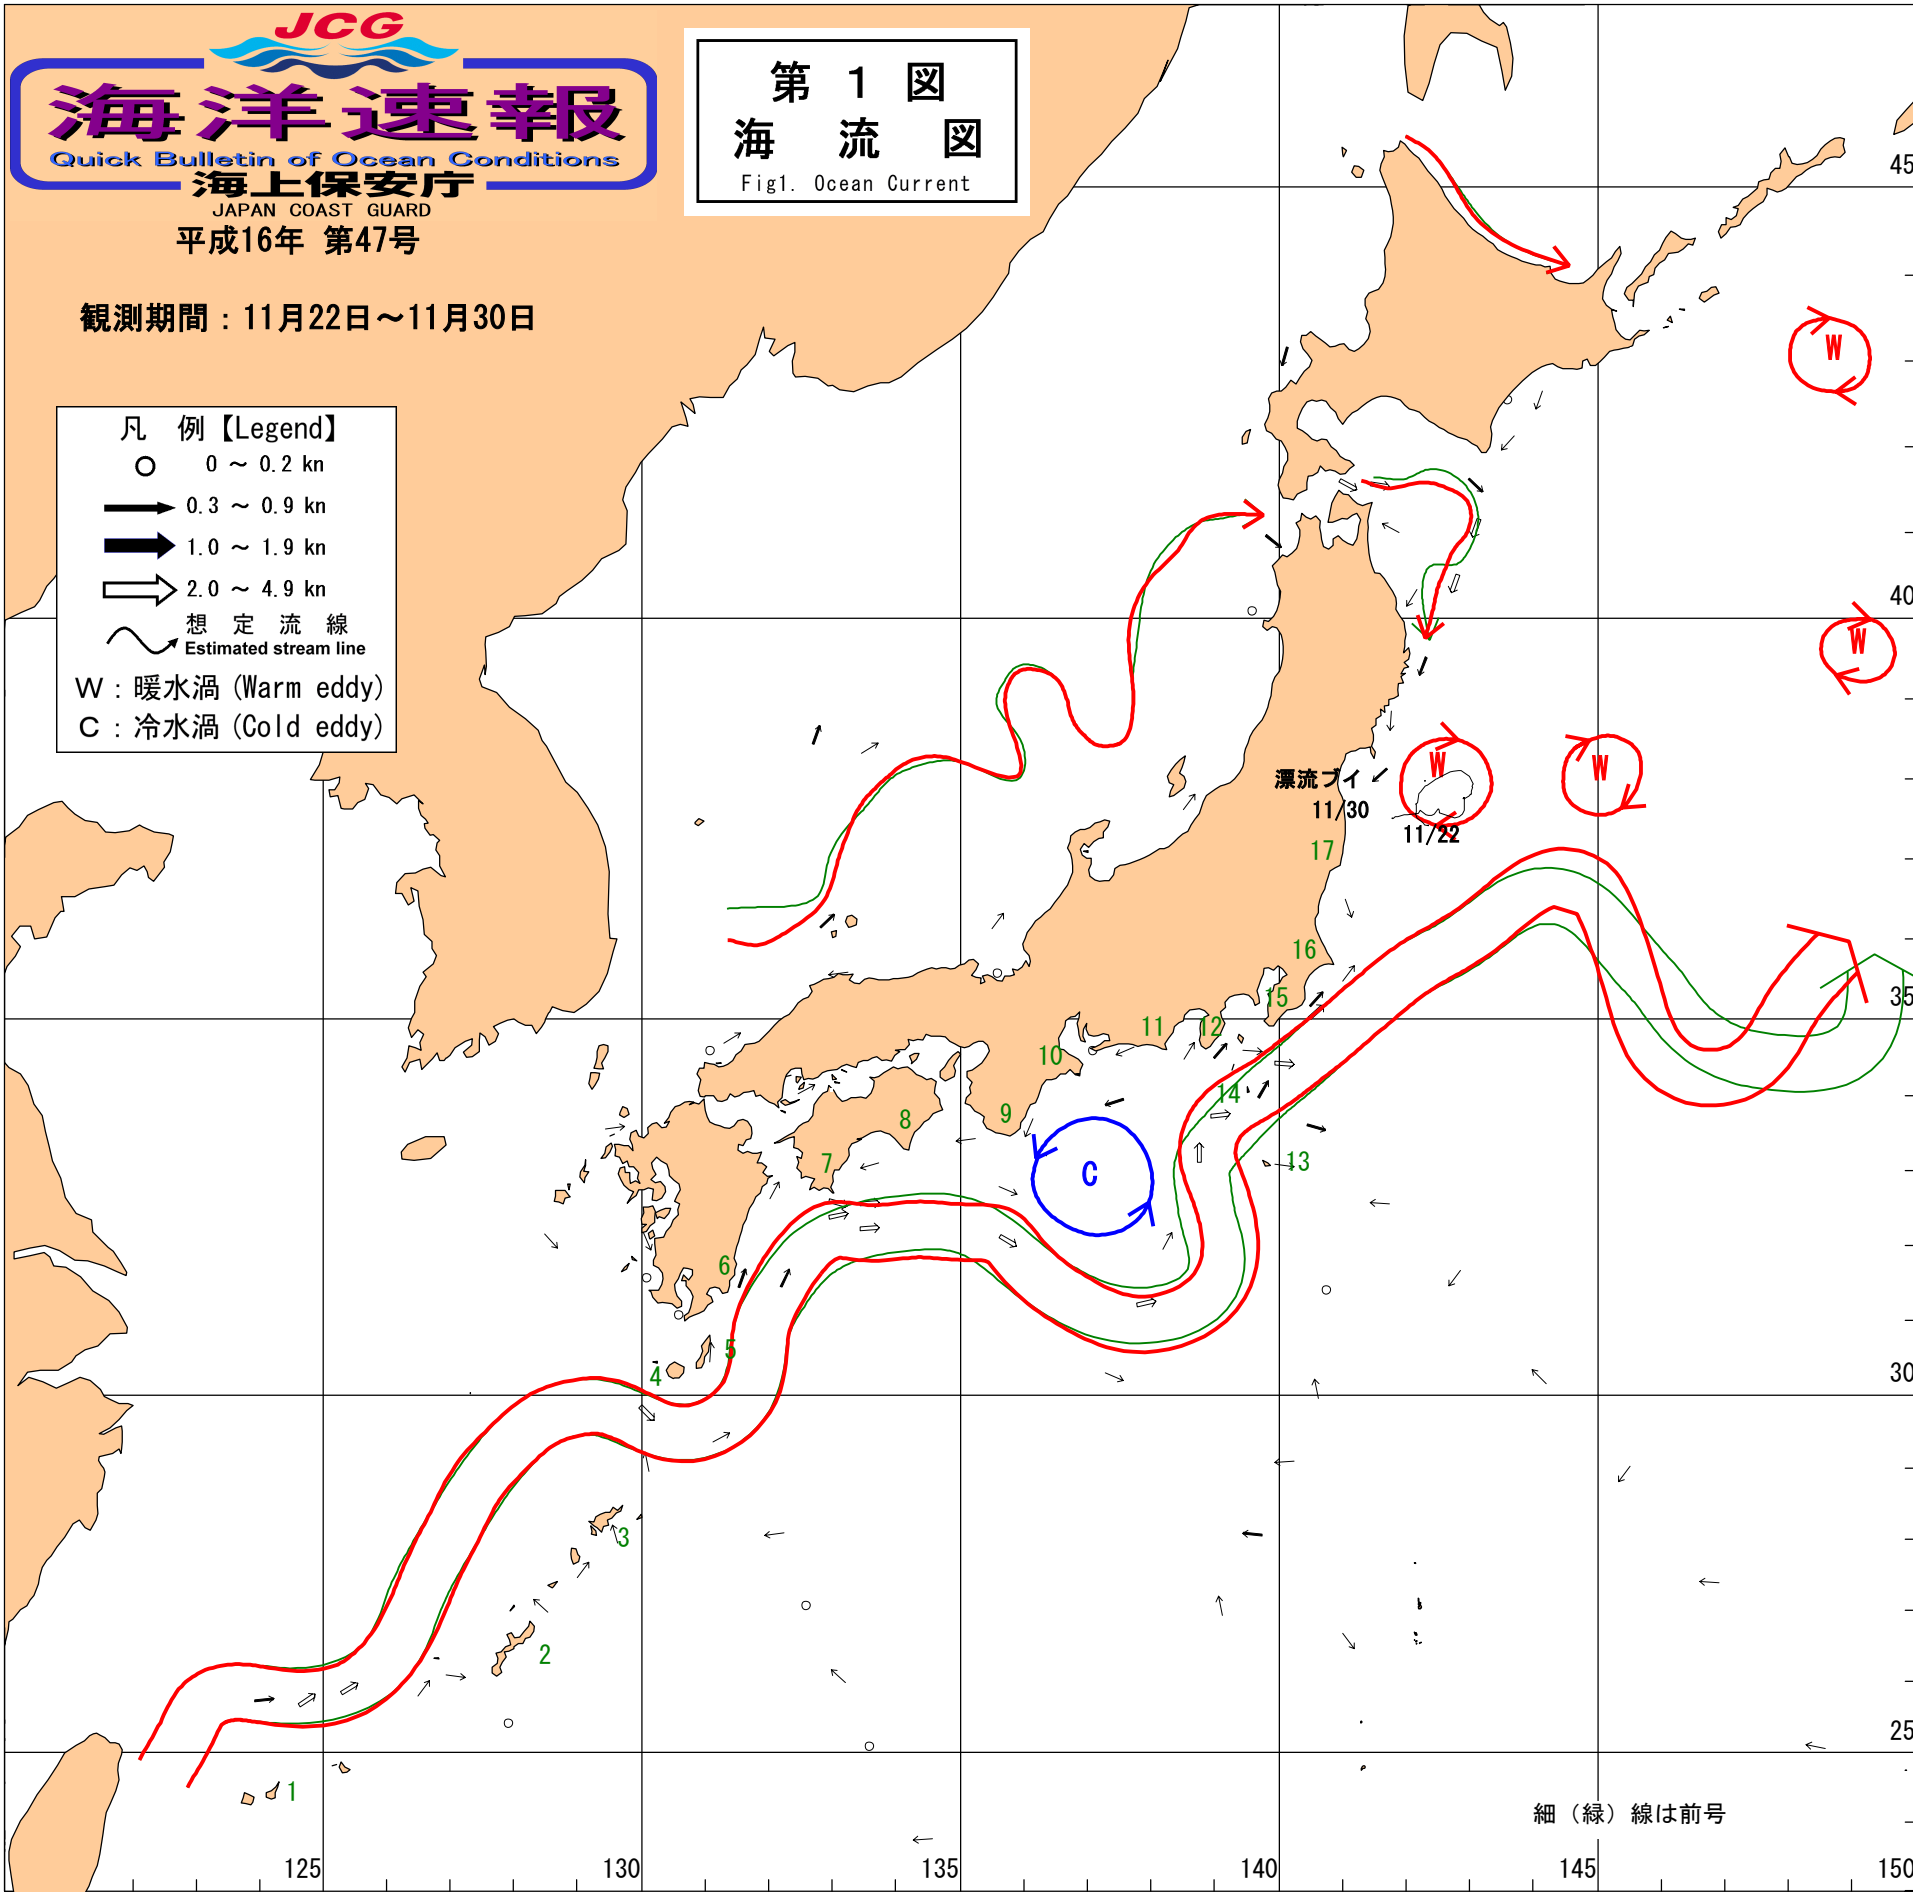 JCG
海洋速報
Quick Bulletin of Ocean Conditions
海上保安庁
JAPAN COAST GUARD
平成16年 第47号
観測期間：11月22日～11月30日
第 1 図
海 流 図
Fig1. Ocean Current
凡 例【Legend】
0 ～ 0.2 kn
0.3 ～ 0.9 kn
1.0 ～ 1.9 kn
2.0 ～ 4.9 kn
想 定 流 線
Estimated stream line
W：暖水渦(Warm eddy)
C：冷水渦(Cold eddy)
45
W
40
W
W
W
漂流ブイ
11/30
11/22
17
16
35
15
12
11
10
14
9
8
13
7
C
6
5
4
30
3
2
25
1
細（緑）線は前号
125
130
135
140
145
150